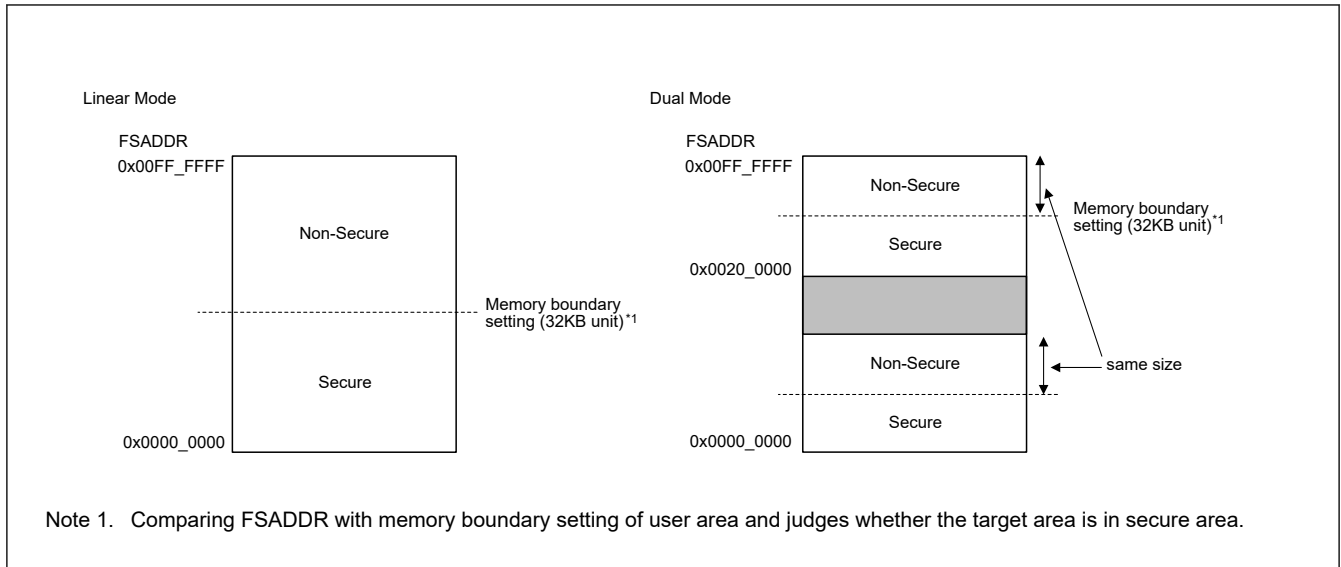 Linear Mode
FSADDR
0x00FF_FFFF
Non-Secure
Memory boundary
setting (32KB unit)*1
Secure
0x0000_0000
Dual Mode
FSADDR
0x00FF_FFFF
Non-Secure
Memory boundary
setting (32KB unit)*1
Secure
0x0020_0000
Non-Secure
same size
Secure
0x0000_0000
Note 1. Comparing FSADDR with memory boundary setting of user area and judges whether the target area is in secure area.